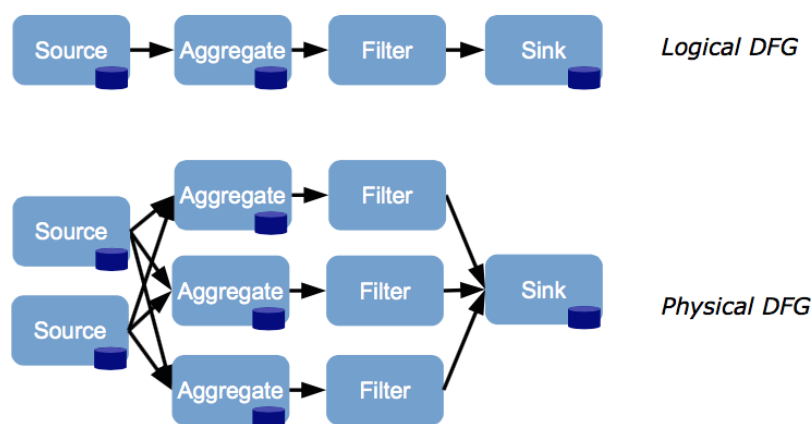 Source
Aggregate
Filter
Sink
Logical DFG
Aggregate
Filter
Source
Aggregate
Filter
Sink
Physical DFG
Source
Aggregate
Filter